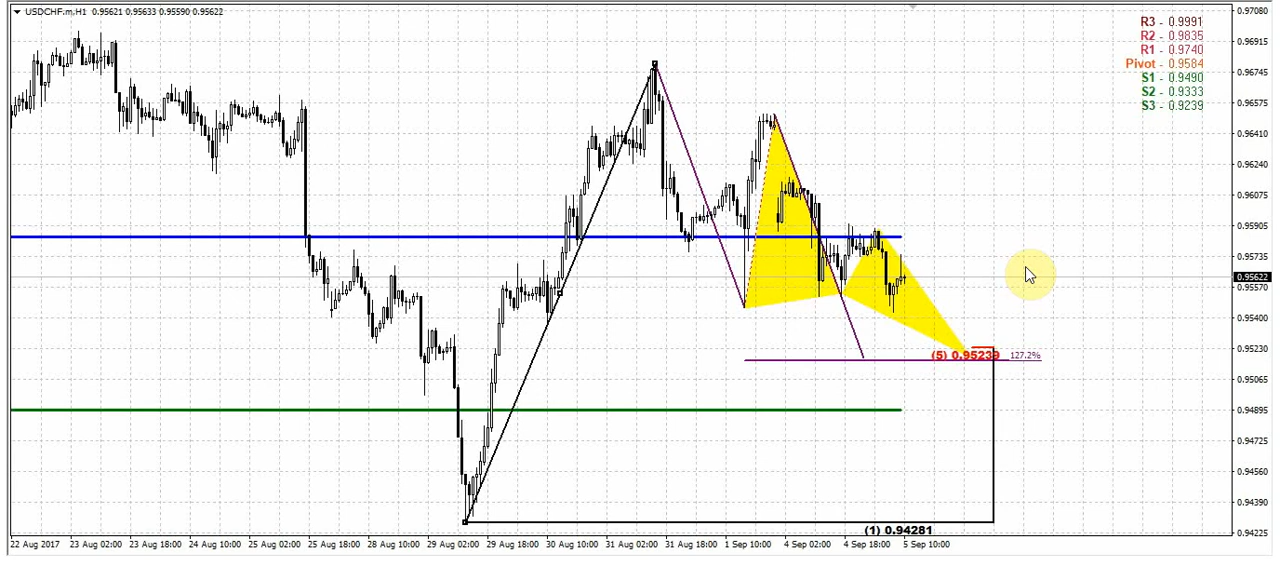 USDCHF.m,H1 0.95621 0.95633 0.95590 0.95622
R3 - 0.9991
R2 - 0.9835
R1 - 0.9740
Pivot - 0.9584
S1 - 0.9490
S2 - 0.9333
S3 - 0.9239
0.97080
0.96915
0.96745
0.96575
0.96410
0.96240
0.96075
0.95905
0.95735
0.95622
0.95570
0.95400
0.95230
0.95065
0.94895
0.94725
0.94560
0.94390
0.94225
(5) 0.95239
127.2%
(1) 0.94281
22 Aug 2017
23 Aug 02:00
23 Aug 18:00
24 Aug 10:00
25 Aug 02:00
25 Aug 18:00
28 Aug 10:00
29 Aug 02:00
29 Aug 18:00
30 Aug 10:00
31 Aug 02:00
31 Aug 18:00
1 Sep 10:00
4 Sep 02:00
4 Sep 18:00
5 Sep 10:00